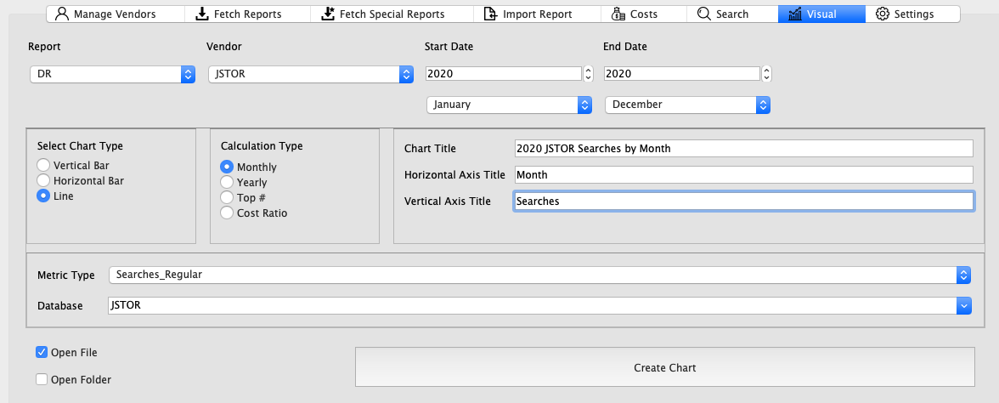 Manage Vendors Fetch Reports Fetch Special Reports Import Report Costs Search Visual Settings
Report Vendor Start Date End Date
DR JSTOR 2020 2020
January December
Select Chart Type
Vertical Bar
Horizontal Bar
Line
Calculation Type
Monthly
Yearly
Top #
Cost Ratio
Chart Title 2020 JSTOR Searches by Month
Horizontal Axis Title Month
Vertical Axis Title Searches
Metric Type Searches_Regular
Database JSTOR
Open File
Open Folder
Create Chart